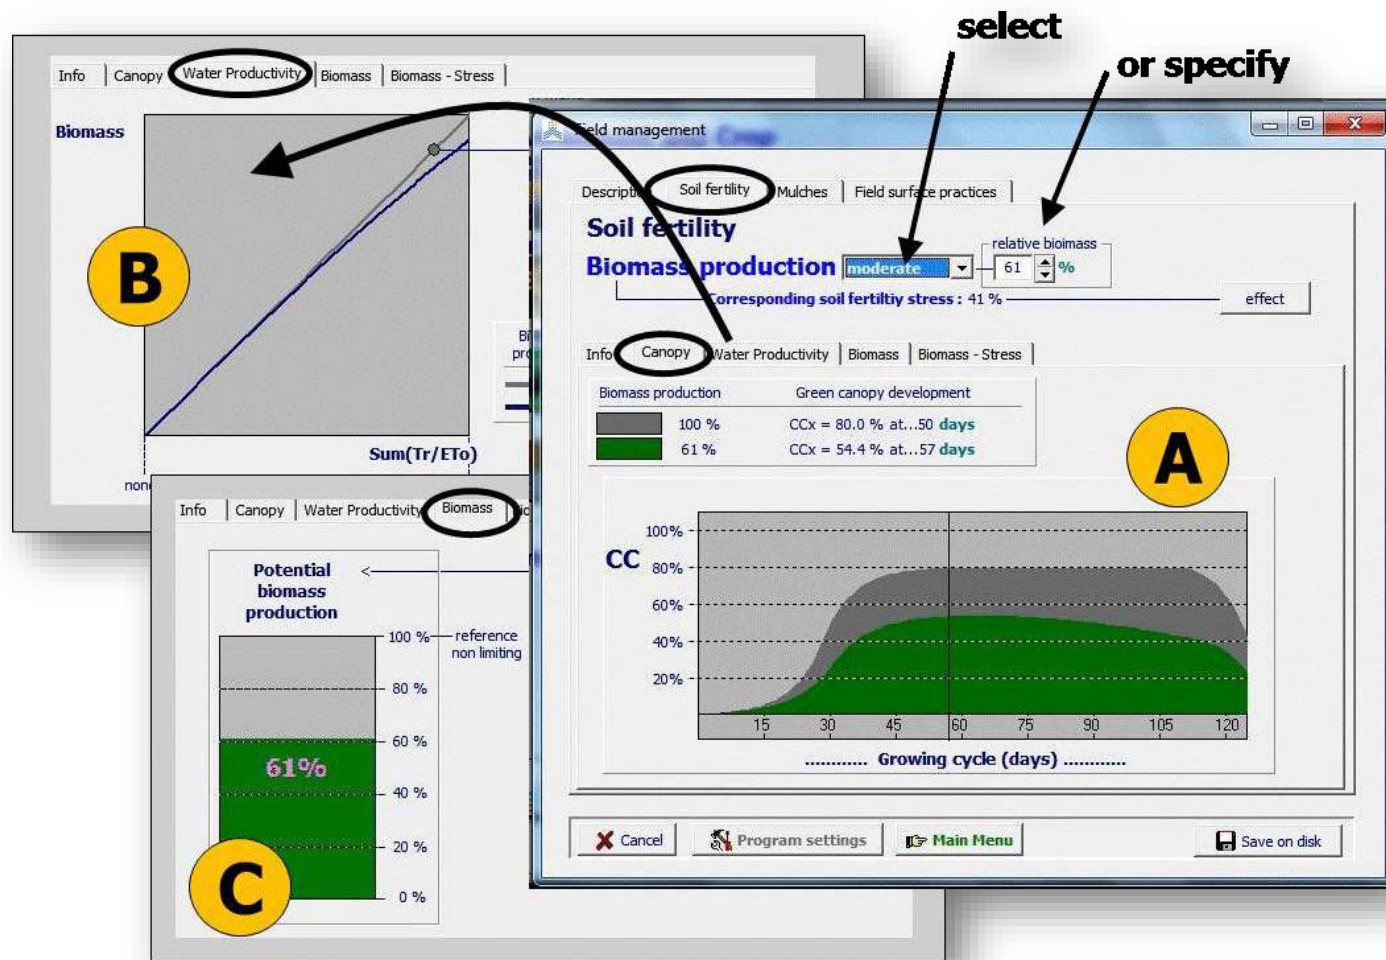 select
or specify
Info Canopy Water Productivity Biomass Biomass - Stress
Biomass
B
Sum(Tr/ETo)
Field management
Soil fertility Mulches Field surface practices
Soil fertility
relative bioimass
Biomass production moderate 61 %
Corresponding soil fertiltiy stress : 41 %
effect
Info Canopy Water Productivity Biomass Biomass - Stress
Biomass production Green canopy development
100 % CCx = 80.0 % at...50 days
61 % CCx = 54.4 % at...57 days
A
CC
100%
80%
60%
40%
20%
15 30 45 60 75 90 105 120
............ Growing cycle (days) ............
Cancel Program settings Main Menu Save on disk
Info Canopy Water Productivity Biomass
Potential <
biomass
production
100 % reference
non limiting
80 %
60 %
61%
40 %
20 %
0 %
C